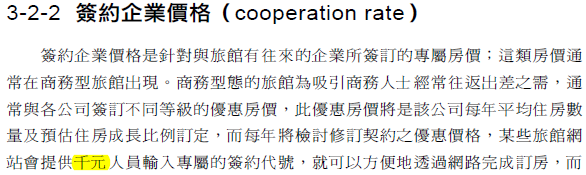 3-2-2 簽約企業價格（cooperation rate）
簽約企業價格是針對與旅館有往來的企業所簽訂的專屬房價；這類房價通
常在商務型旅館出現。商務型態的旅館為吸引商務人士經常往返出差之需，通
常與各公司簽訂不同等級的優惠房價，此優惠房價將是該公司每年平均住房數
量及預估住房成長比例訂定，而每年將檢討修訂契約之優惠價格，某些旅館網
站會提供千元人員輸入專屬的簽約代號，就可以方便地透過網路完成訂房，而